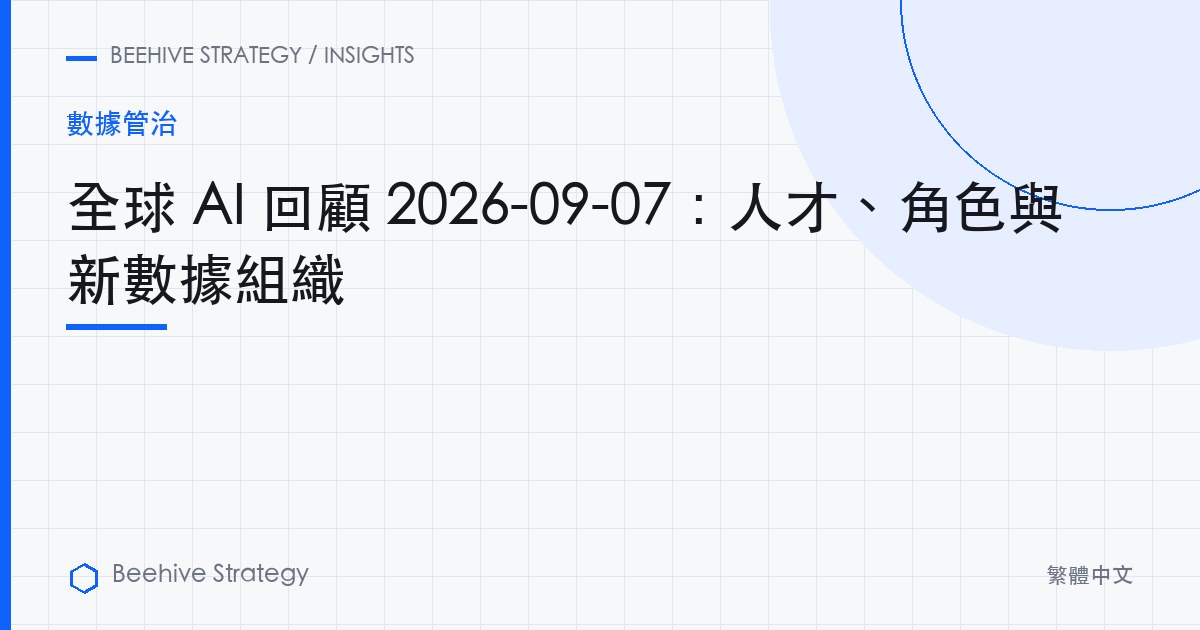 BEEHIVE STRATEGY / INSIGHTS
數據管治
全球 AI 回顧 2026-09-07：人才、角色與
新數據組織
Beehive Strategy
繁體中文